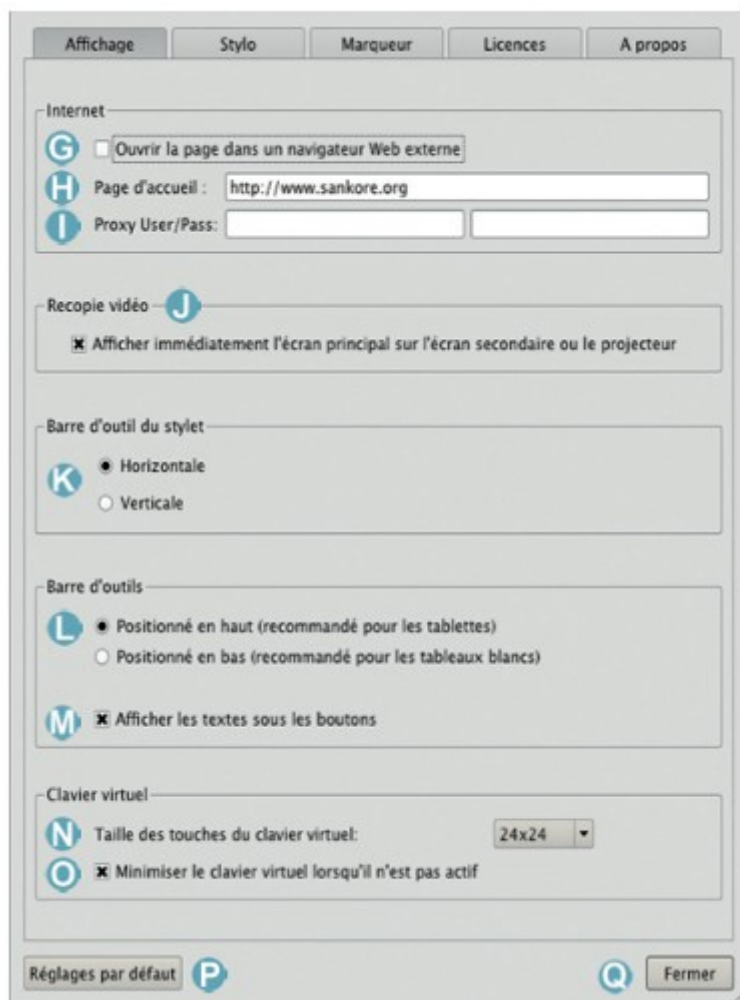 Affichage Stylo Marqueur Licences A propos
Internet
G Ouvrir la page dans un navigateur Web externe
H Page d'accueil : http://www.sankore.org
I Proxy User/Pass:
Recopie vidéo J
Afficher immédiatement l'écran principal sur l'écran secondaire ou le projecteur
Barre d'outil du stylet
K Horizontale
Verticale
Barre d'outils
L Positionné en haut (recommandé pour les tablettes)
Positionné en bas (recommandé pour les tableaux blancs)
M Afficher les textes sous les boutons
Clavier virtuel
N Taille des touches du clavier virtuel: 24x24
O Minimiser le clavier virtuel lorsqu'il n'est pas actif
Réglages par défaut P Q Fermer